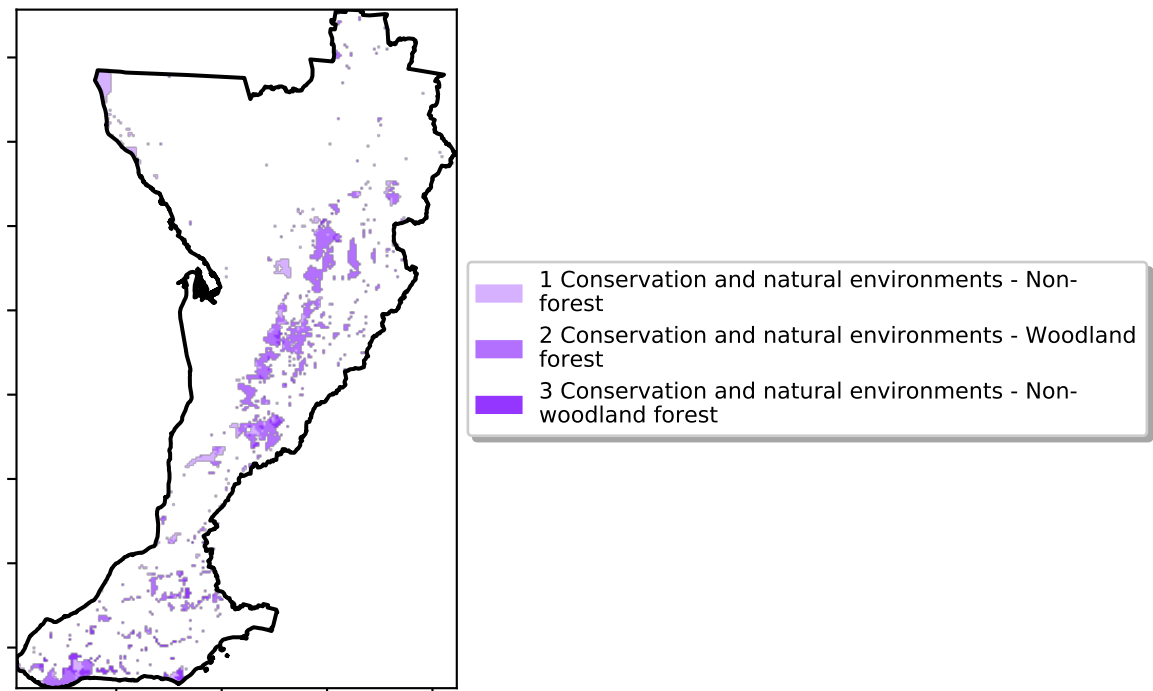 1 Conservation and natural environments - Non-
forest
2 Conservation and natural environments - Woodland
forest
3 Conservation and natural environments - Non-
woodland forest